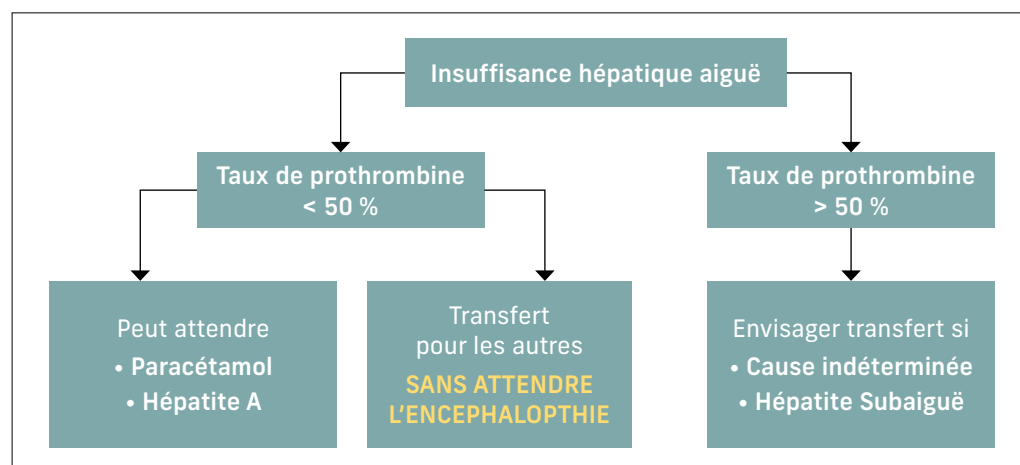 Insuffisance hépatique aiguë
Taux de prothrombine
< 50 %
Taux de prothrombine
> 50 %
Peut attendre
• Paracétamol
• Hépatite A
Transfert
pour les autres
SANS ATTENDRE
L'ENCEPHALOPTHIE
Envisager transfert si
• Cause indéterminée
• Hépatite Subaiguë